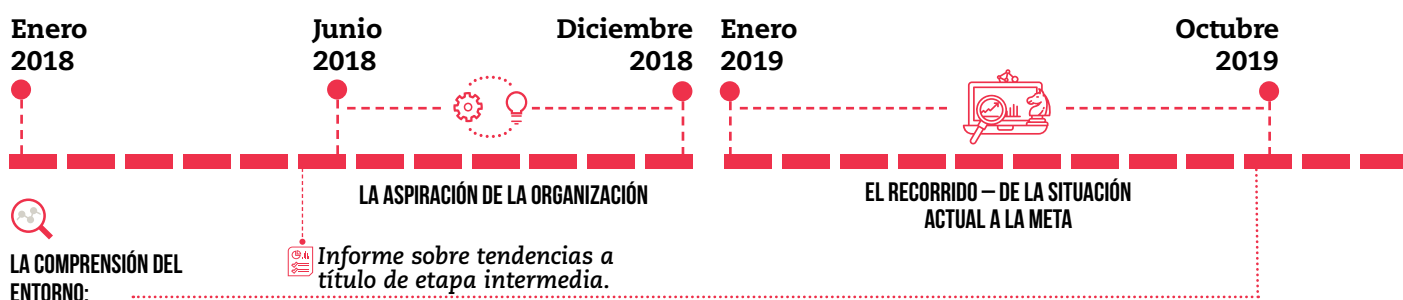 Enero
2018
Junio
2018
Diciembre
2018
Enero
2019
Octubre
2019
LA ASPIRACIÓN DE LA ORGANIZACIÓN
EL RECORRIDO – DE LA SITUACIÓN
ACTUAL A LA META
LA COMPRENSIÓN DEL
ENTORNO:
Informe sobre tendencias a
título de etapa intermedia.